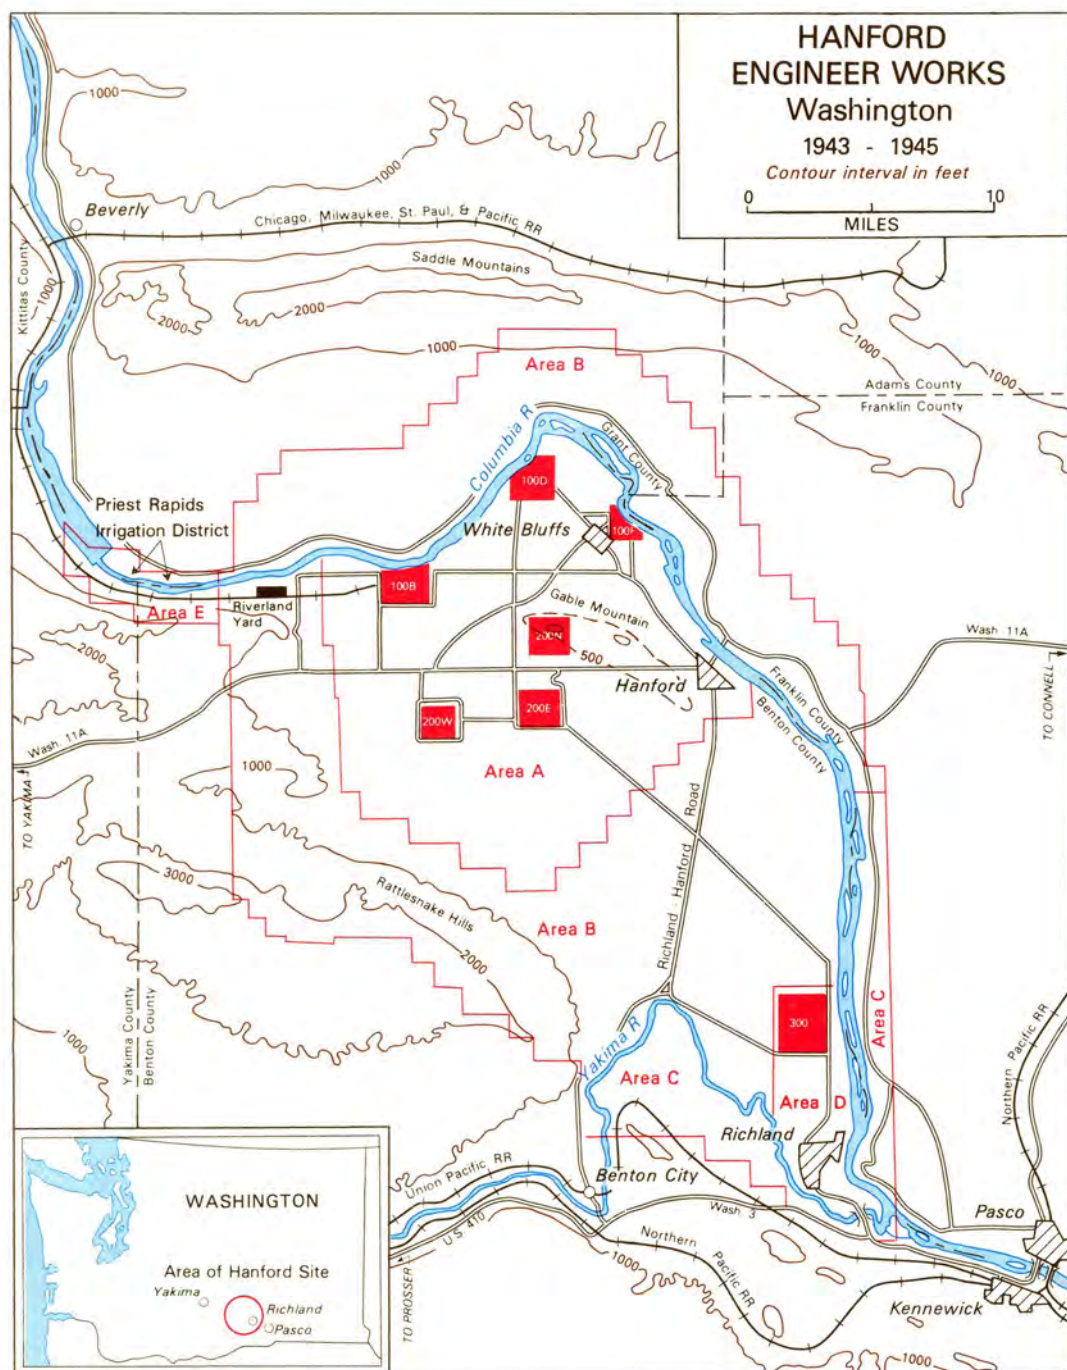 HANFORD
ENGINEER WORKS
Washington
1943 - 1945
Contour interval in feet
0 10
MILES
1000
1000
Beverly
Chicago, Milwaukee, St. Paul, & Pacific RR
Kittitas County
1000
Saddle Mountains
2000
2000
1000
1000
1000
Area B
Adams County
Franklin County
Columbia R
Grant County
100D
Priest Rapids
Irrigation District
White Bluffs
100F
100B
Area E
Riverland
Yard
Gable Mountain
200N
500
Wash 11A
2000
Hanford
TO CONNELL
Franklin County
Benton County
200W
200E
Wash 11A
Area A
1000
TO YAKIMA
Richland - Hanford Road
3000
Rattlesnake Hills
Area B
2000
300
Area C
Northern Pacific RR
1000
Yakima County
Benton County
Yakima R
Area C
Area D
Richland
Union Pacific RR
Benton City
U.S. 410
Wash 3
Pasco
Northern Pacific RR
1000
TO PROSSER
Kennewick
1000
WASHINGTON
Area of Hanford Site
Yakima
Richland
Pasco